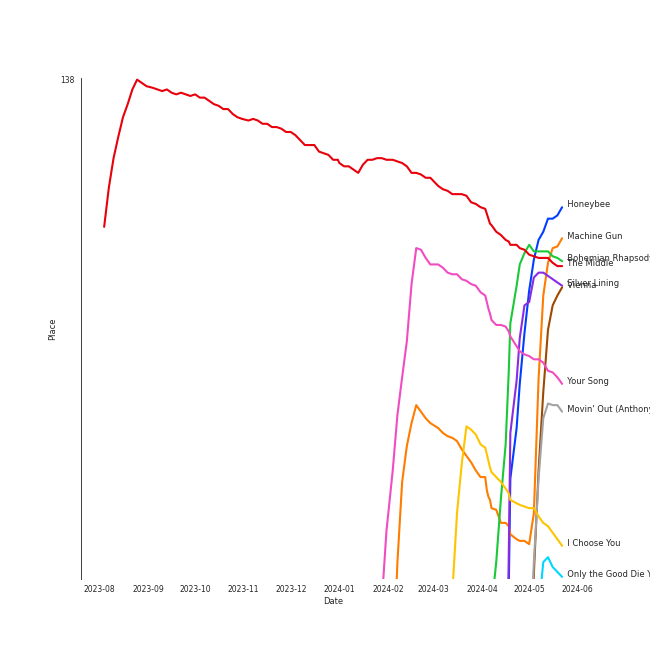 138
Place
Honeybee
Machine Gun
Bohemian Rhapsody
The Middle
Silver Lining
Your Song
Movin' Out (Anthony
I Choose You
Only the Good Die Y
2023-08
2023-09
2023-10
2023-11
2023-12
2024-01
2024-02
2024-03
2024-04
2024-05
2024-06
Date